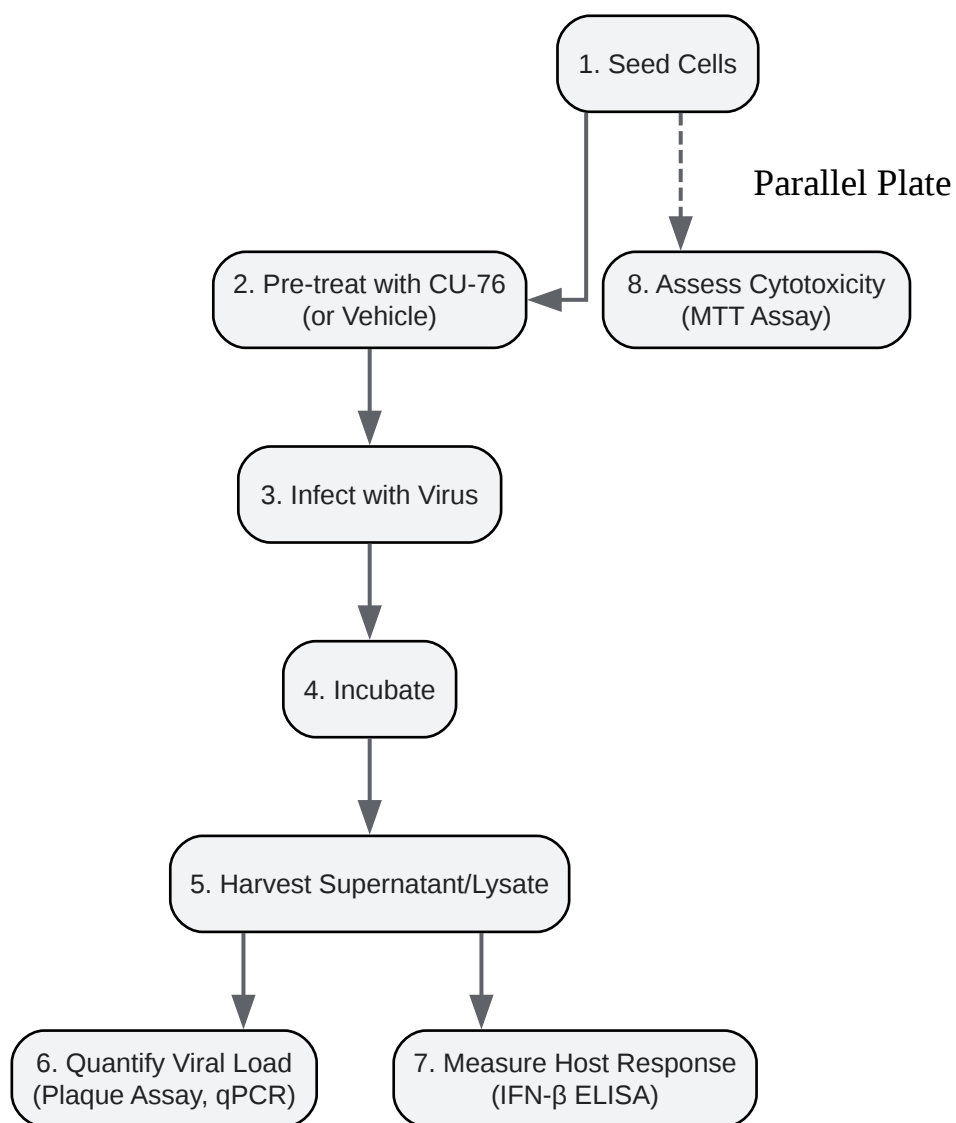 1. Seed Cells
Parallel Plate
2. Pre-treat with CU-76
(or Vehicle)
8. Assess Cytotoxicity
(MTT Assay)
3. Infect with Virus
4. Incubate
5. Harvest Supernatant/Lysate
6. Quantify Viral Load
(Plaque Assay, qPCR)
7. Measure Host Response
(IFN-β ELISA)